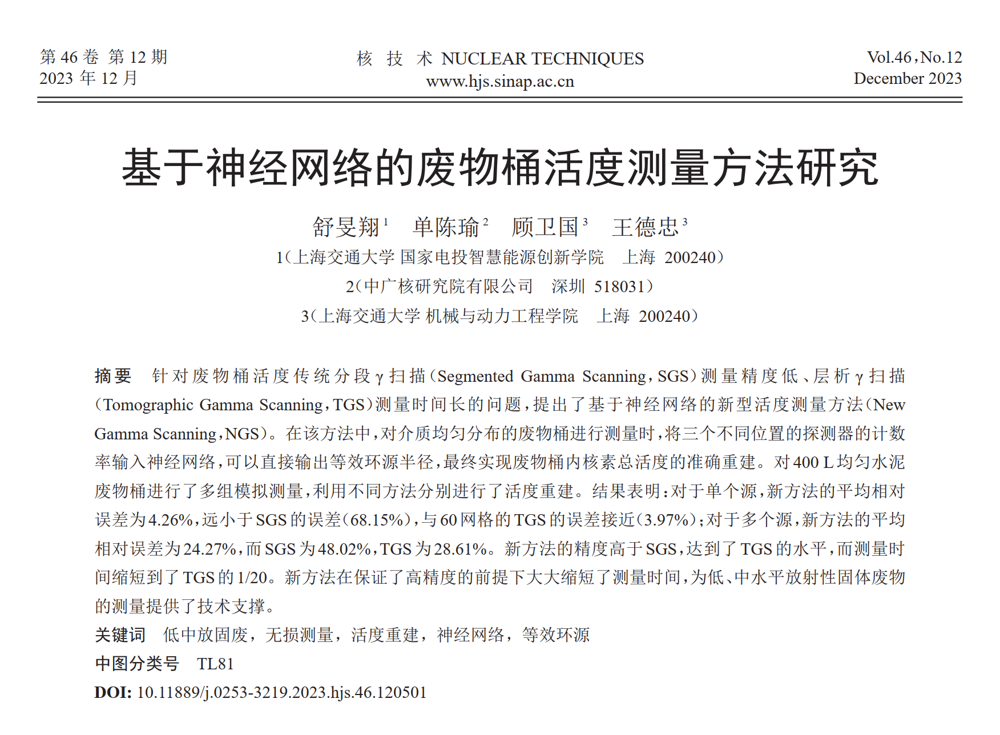 第 46 卷 第 12 期
2023 年 12 月
核 技 术 NUCLEAR TECHNIQUES
www.hjs.sinap.ac.cn
Vol.46，No.12
December 2023
基于神经网络的废物桶活度测量方法研究
舒旻翔1 单陈瑜2 顾卫国3 王德忠3
1（上海交通大学 国家电投智慧能源创新学院 上海 200240）
2（中广核研究院有限公司 深圳 518031）
3（上海交通大学 机械与动力工程学院 上海 200240）
摘要 针对废物桶活度传统分段γ扫描（Segmented Gamma Scanning，SGS）测量精度低、层析γ扫描
（Tomographic Gamma Scanning，TGS）测量时间长的问题，提出了基于神经网络的新型活度测量方法（New
Gamma Scanning，NGS）。在该方法中，对介质均匀分布的废物桶进行测量时，将三个不同位置的探测器的计数
率输入神经网络，可以直接输出等效环源半径，最终实现废物桶内核素总活度的准确重建。对400 L均匀水泥
废物桶进行了多组模拟测量，利用不同方法分别进行了活度重建。结果表明：对于单个源，新方法的平均相对
误差为4.26%，远小于SGS的误差（68.15%），与60网格的TGS的误差接近（3.97%）；对于多个源，新方法的平均
相对误差为24.27%，而SGS为48.02%，TGS为28.61%。新方法的精度高于SGS，达到了TGS的水平，而测量时
间缩短到了TGS的1/20。新方法在保证了高精度的前提下大大缩短了测量时间，为低、中水平放射性固体废物
的测量提供了技术支撑。
关键词 低中放固废，无损测量，活度重建，神经网络，等效环源
中图分类号 TL81
DOI: 10.11889/j.0253-3219.2023.hjs.46.120501